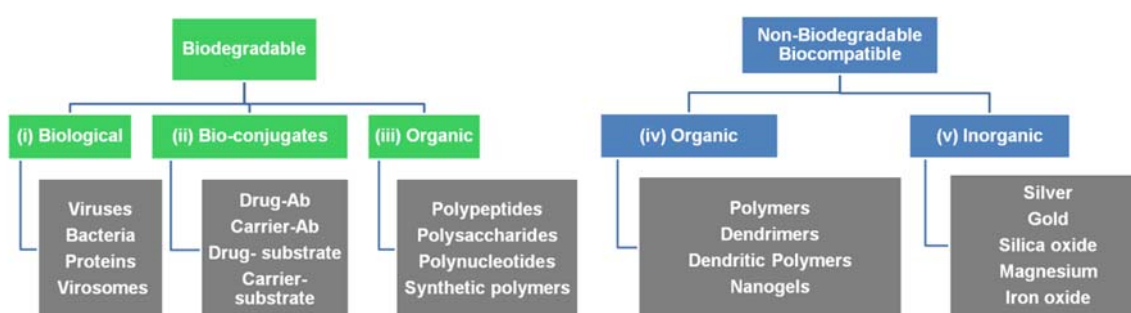 Biodegradable
(i) Biological
(ii) Bio-conjugates
(iii) Organic
Viruses
Bacteria
Proteins
Virosomes
Drug-Ab
Carrier-Ab
Drug- substrate
Carrier-
substrate
Polypeptides
Polysaccharides
Polynucleotides
Synthetic polymers
Non-Biodegradable
Biocompatible
(iv) Organic
(v) Inorganic
Polymers
Dendrimers
Dendritic Polymers
Nanogels
Silver
Gold
Silica oxide
Magnesium
Iron oxide